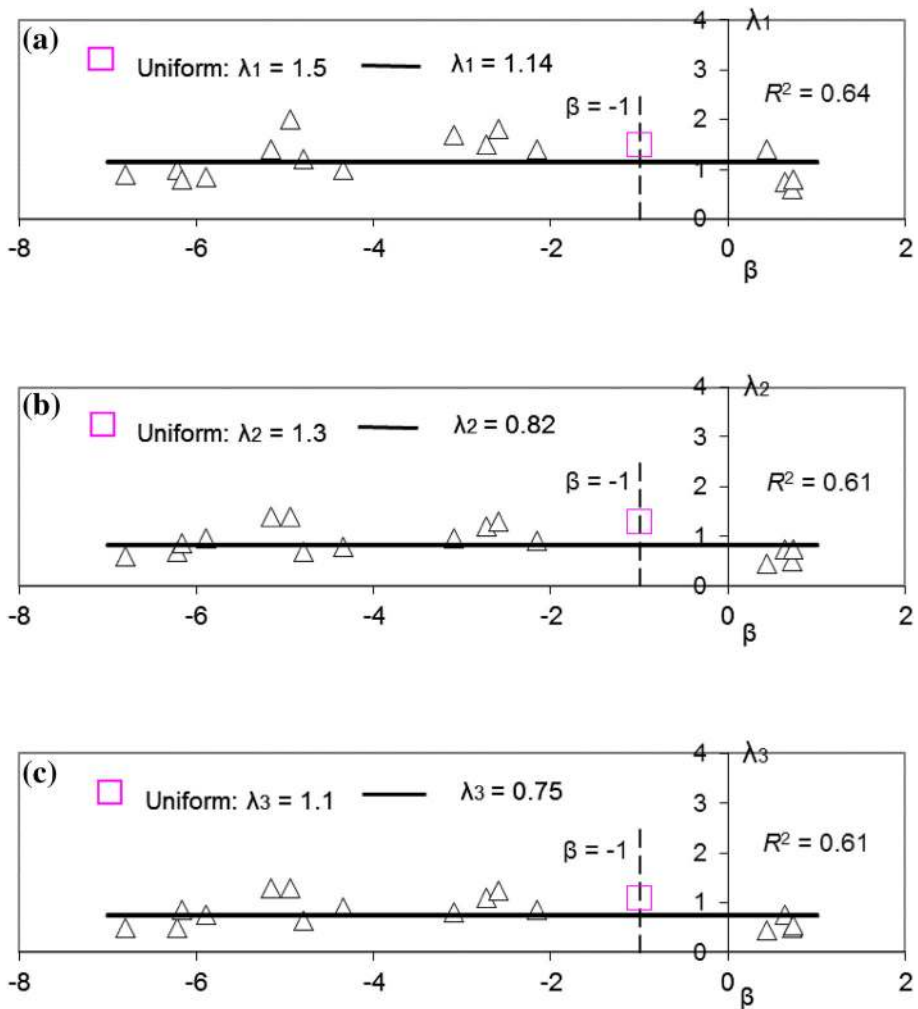 (a)
4 λ1
Uniform: λ1 = 1.5 λ1 = 1.14
3
β = -1 R² = 0.64
2
1
0
-8 -6 -4 -2 0 2
β
(b)
4 λ2
Uniform: λ2 = 1.3 λ2 = 0.82
3
β = -1 R² = 0.61
2
1
0
-8 -6 -4 -2 0 2
β
(c)
4 λ3
Uniform: λ3 = 1.1 λ3 = 0.75
3
β = -1 R² = 0.61
2
1
0
-8 -6 -4 -2 0 2
β